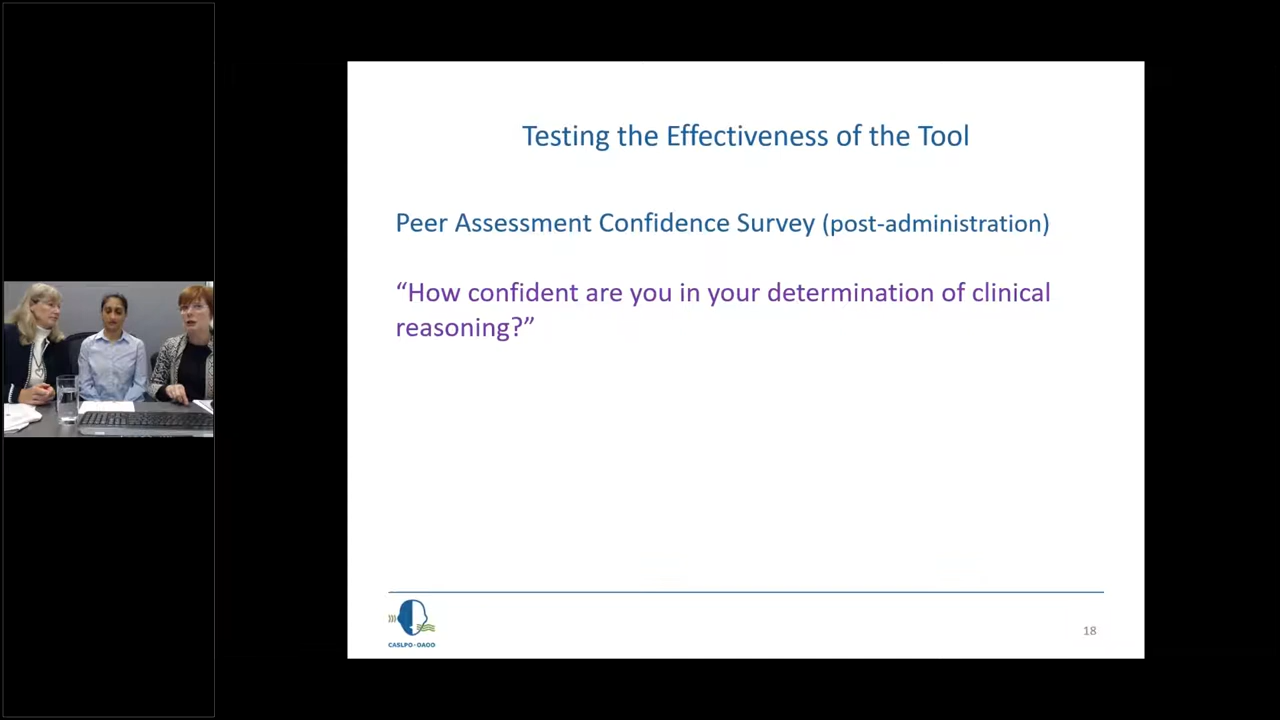 Testing the Effectiveness of the Tool
Peer Assessment Confidence Survey (post-administration)
“How confident are you in your determination of clinical
reasoning?”
CASLPO•OAOO
18